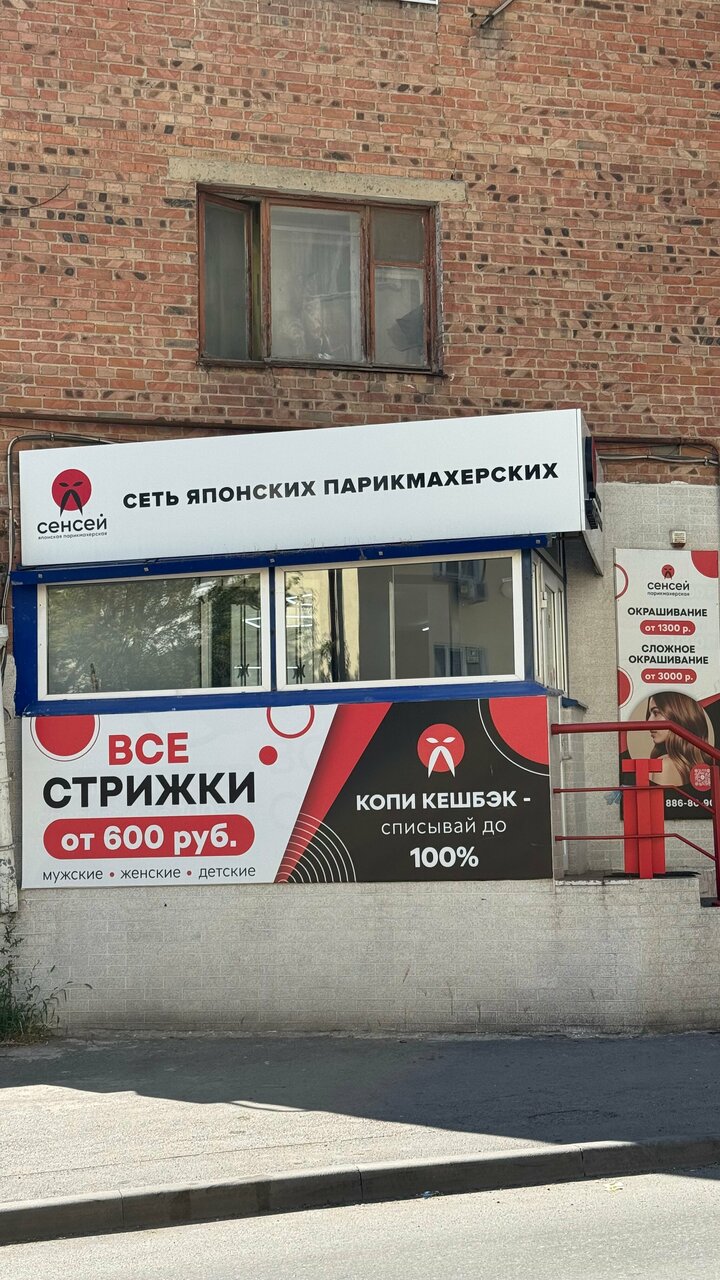 сенсей
японская парикмахерская
СЕТЬ ЯПОНСКИХ ПАРИКМАХЕРСКИХ
сенсей
парикмахерская
ОКРАШИВАНИЕ
от 1300 р.
СЛОЖНОЕ
ОКРАШИВАНИЕ
от 3000 р.
ВСЕ
СТРИЖКИ
от 600 руб.
мужские • женские • детские
КОПИ КЕШБЭК -
списывай до
100%